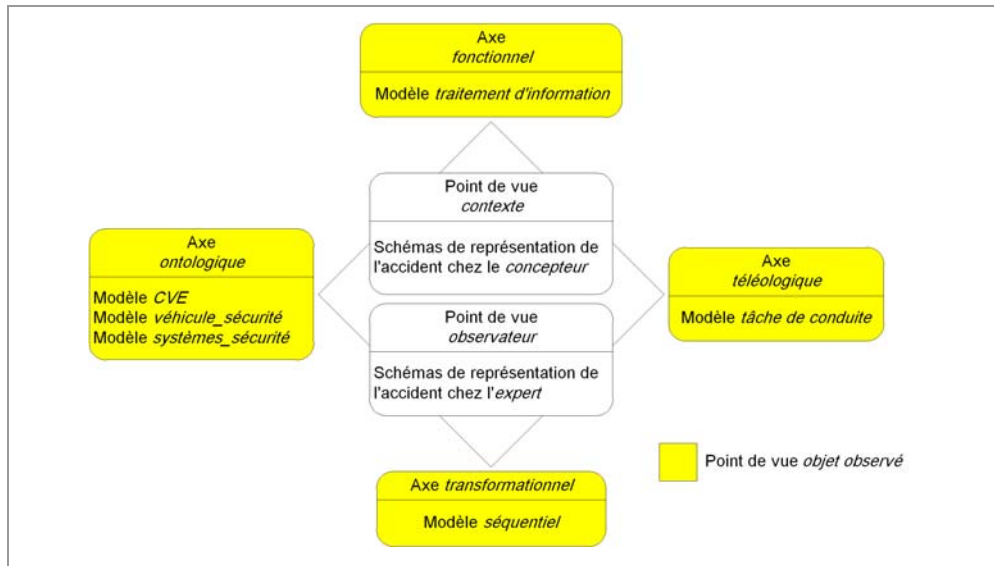 Axe
fonctionnel
Modèle traitement d'information
Point de vue
contexte
Schémas de représentation de
l'accident chez le concepteur
Axe
ontologique
Modèle CVE
Modèle véhicule_sécurité
Modèle systèmes_sécurité
Axe
téléologique
Modèle tâche de conduite
Point de vue
observateur
Schémas de représentation de
l'accident chez l'expert
Axe transformationnel
Modèle séquentiel
Point de vue objet observé